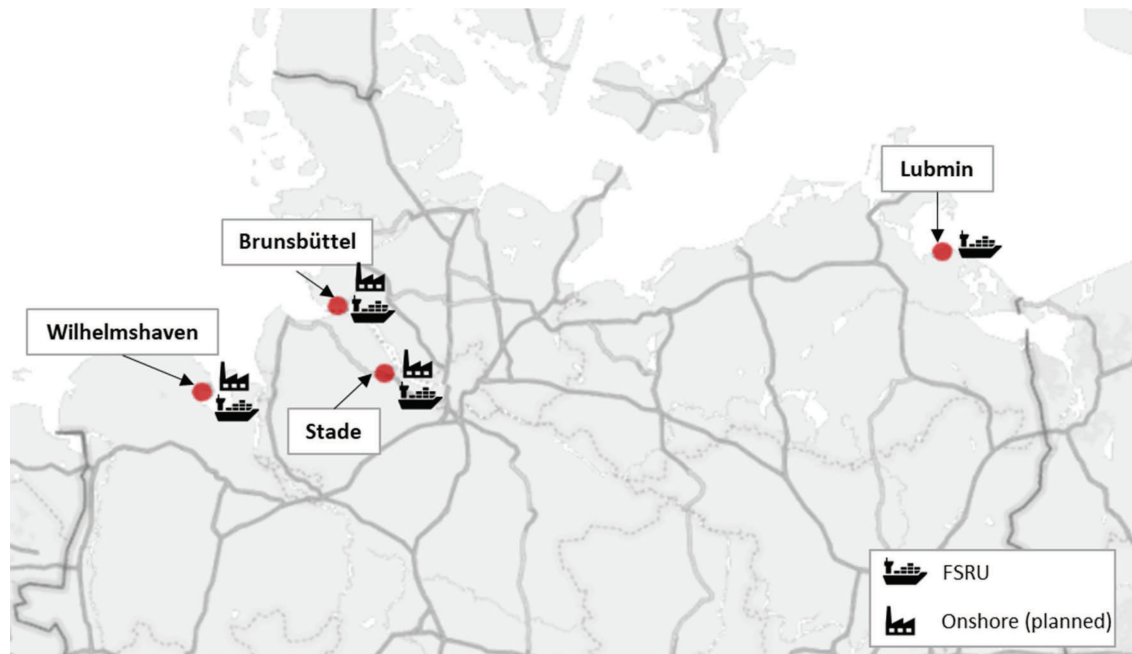 Lubmin
Brunsbüttel
Wilhelmshaven
Stade
FSRU
Onshore (planned)